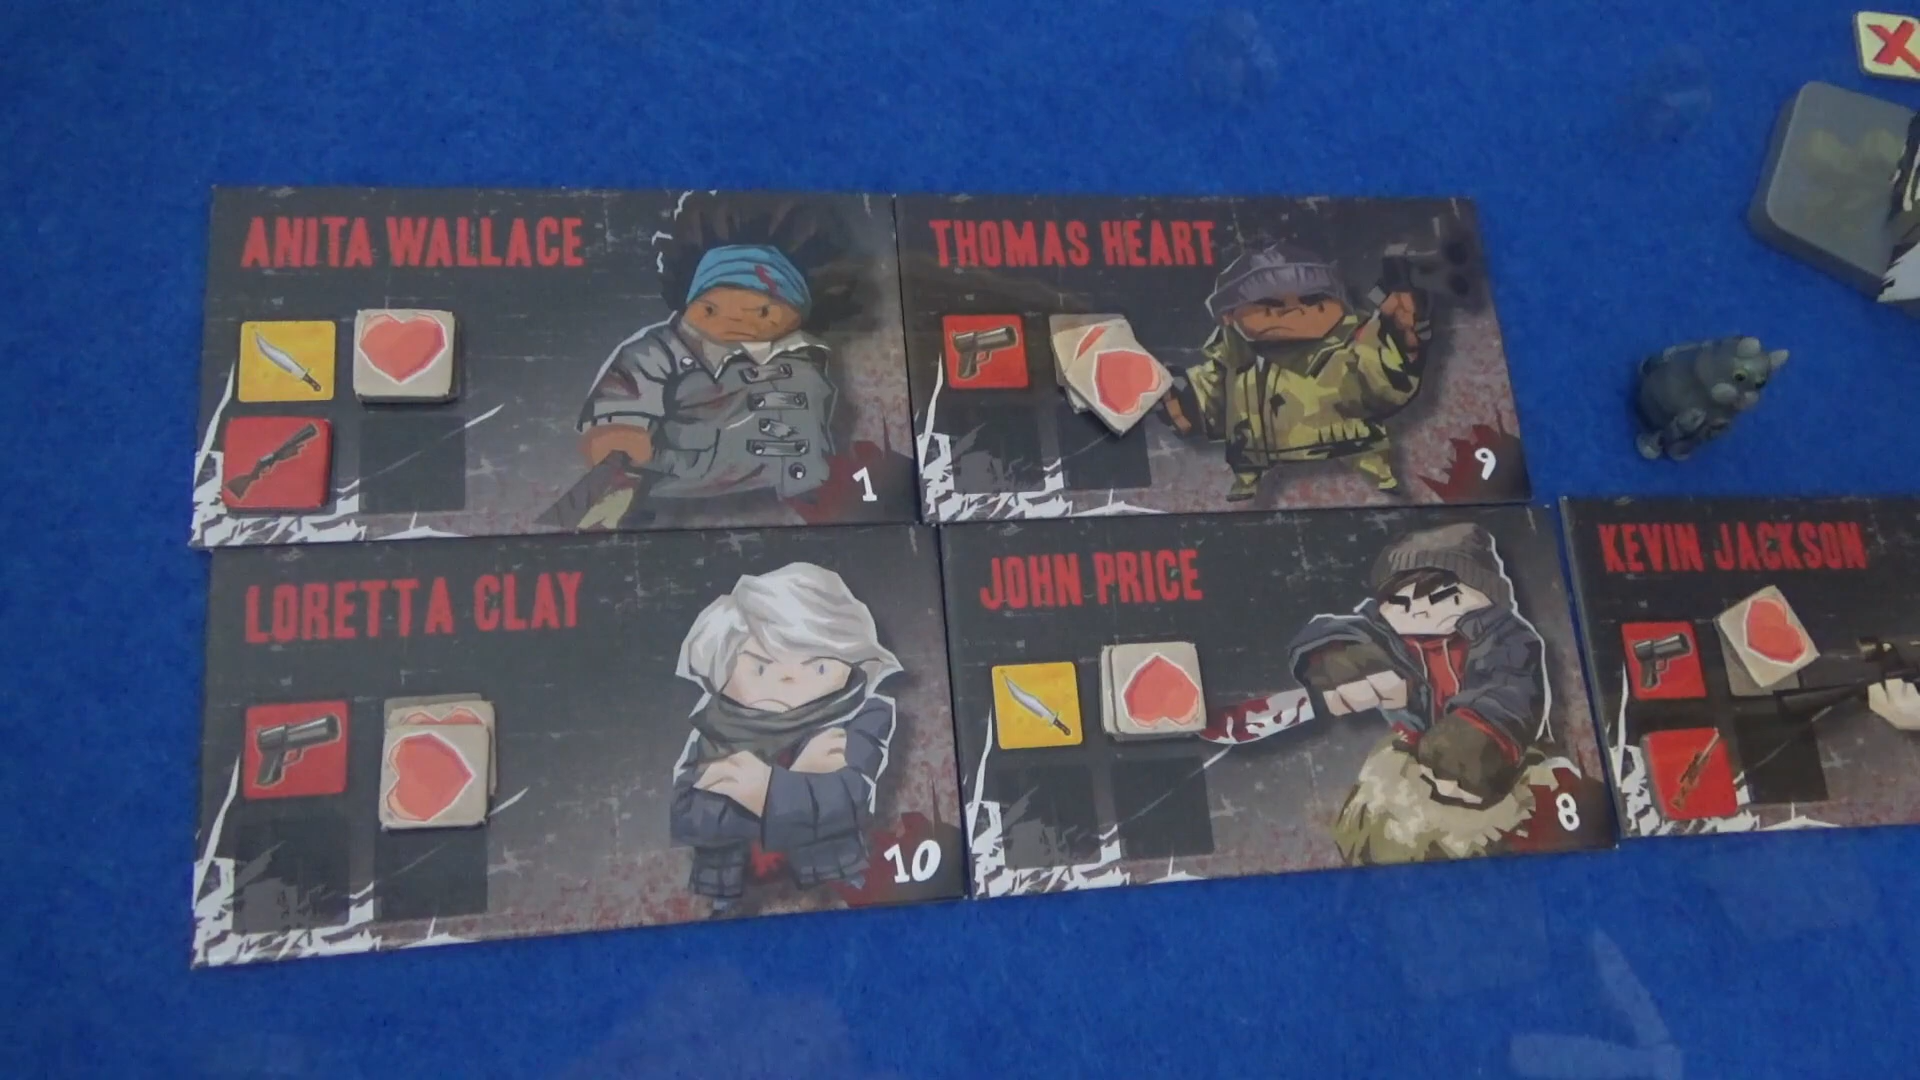 ANITA WALLACE
1
THOMAS HEART
9
LORETTA CLAY
10
JOHN PRICE
8
KEVIN JACKSON